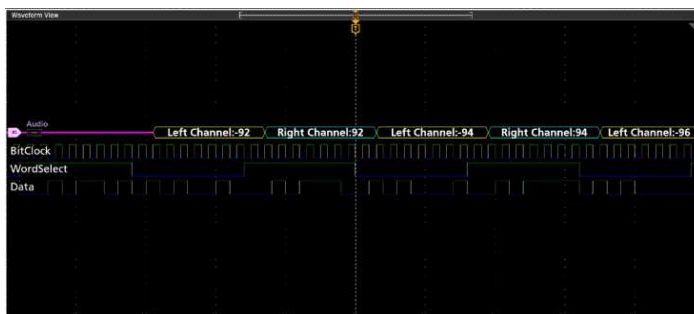 Waveform View
T
Audio
Left Channel:-92 Right Channel:92 Left Channel:-94 Right Channel:94 Left Channel:-96
BitClock
WordSelect
Data